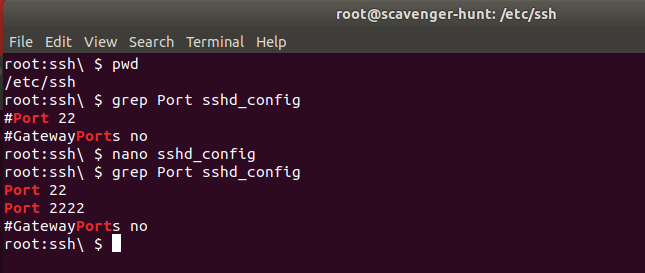 root@scavenger-hunt: /etc/ssh
File Edit View Search Terminal Help
root:ssh\ $ pwd
/etc/ssh
root:ssh\ $ grep Port sshd_config
#Port 22
#GatewayPorts no
root:ssh\ $ nano sshd_config
root:ssh\ $ grep Port sshd_config
Port 22
Port 2222
#GatewayPorts no
root:ssh\ $